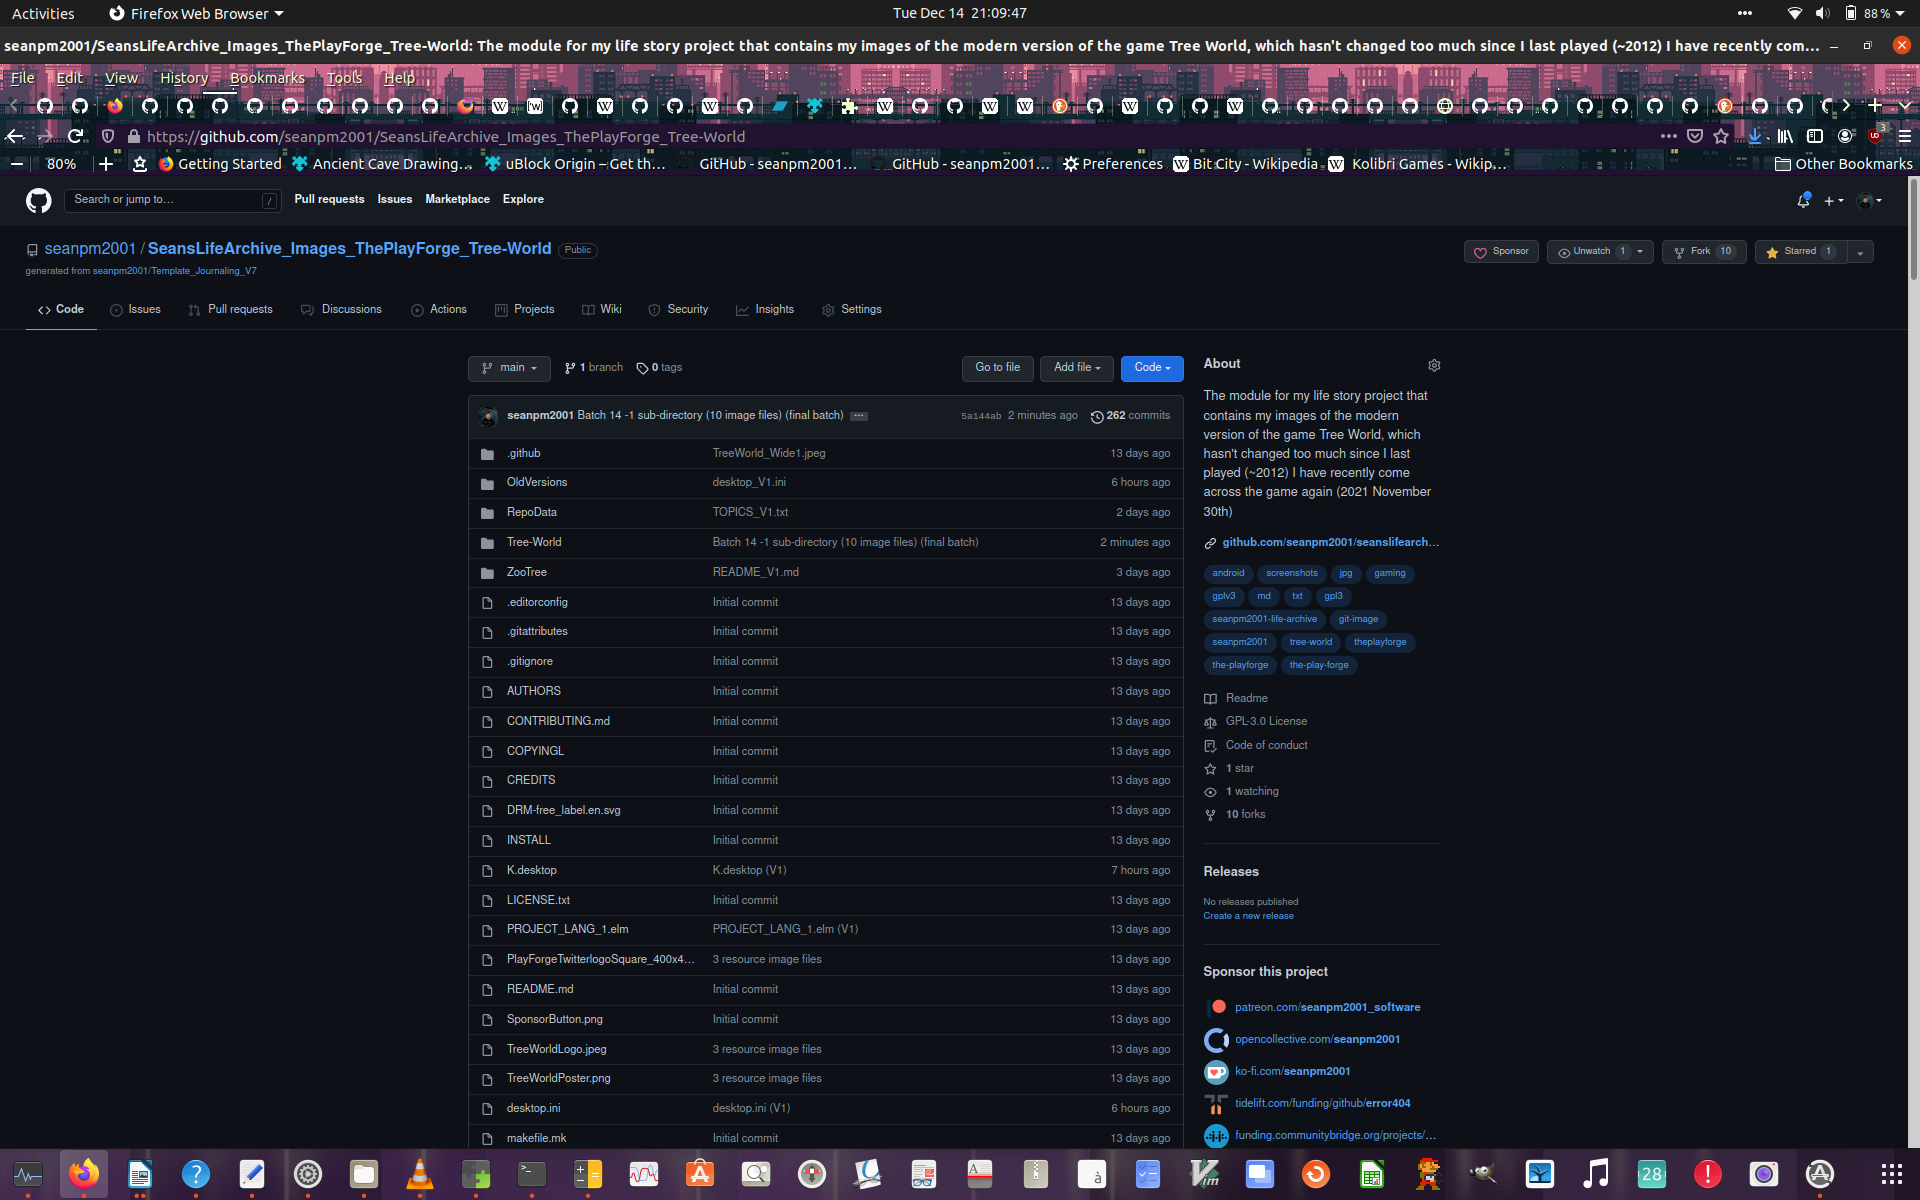 Activities
Firefox Web Browser
Tue Dec 14  21:09:47
88 %
seanpm2001/SeansLifeArchive_Images_ThePlayForge_Tree-World: The module for my life story project that contains my images of the modern version of the game Tree World, which hasn't changed too much since I last played (~2012) I have recently com…
File Edit View History Bookmarks Tools Help
https://github.com/seanpm2001/SeansLifeArchive_Images_ThePlayForge_Tree-World
3
80%
Getting Started
Ancient Cave Drawing…
uBlock Origin – Get th…
GitHub - seanpm2001…
GitHub - seanpm2001…
Preferences
Bit City - Wikipedia
Kolibri Games - Wikip…
Other Bookmarks
Search or jump to… /
Pull requests Issues Marketplace Explore
seanpm2001 / SeansLifeArchive_Images_ThePlayForge_Tree-World Public
generated from seanpm2001/Template_Journaling_V7
Sponsor
Unwatch 1
Fork 10
Starred 1
Code Issues Pull requests Discussions Actions Projects Wiki Security Insights Settings
main 1 branch 0 tags
Go to file Add file Code
seanpm2001 Batch 14 -1 sub-directory (10 image files) (final batch) … 5a144ab 2 minutes ago 262 commits
.github TreeWorld_Wide1.jpeg 13 days ago
OldVersions desktop_V1.ini 6 hours ago
RepoData TOPICS_V1.txt 2 days ago
Tree-World Batch 14 -1 sub-directory (10 image files) (final batch) 2 minutes ago
ZooTree README_V1.md 3 days ago
.editorconfig Initial commit 13 days ago
.gitattributes Initial commit 13 days ago
.gitignore Initial commit 13 days ago
AUTHORS Initial commit 13 days ago
CONTRIBUTING.md Initial commit 13 days ago
COPYINGL Initial commit 13 days ago
CREDITS Initial commit 13 days ago
DRM-free_label.en.svg Initial commit 13 days ago
INSTALL Initial commit 13 days ago
K.desktop K.desktop (V1) 7 hours ago
LICENSE.txt Initial commit 13 days ago
PROJECT_LANG_1.elm PROJECT_LANG_1.elm (V1) 13 days ago
PlayForgeTwitterlogoSquare_400x4… 3 resource image files 13 days ago
README.md Initial commit 13 days ago
SponsorButton.png Initial commit 13 days ago
TreeWorldLogo.jpeg 3 resource image files 13 days ago
TreeWorldPoster.png 3 resource image files 13 days ago
desktop.ini desktop.ini (V1) 6 hours ago
makefile.mk Initial commit 13 days ago
About
The module for my life story project that
contains my images of the modern
version of the game Tree World, which
hasn't changed too much since I last
played (~2012) I have recently come
across the game again (2021 November
30th)
github.com/seanpm2001/seanslifearch…
android screenshots jpg gaming
gplv3 md txt gpl3
seanpm2001-life-archive git-image
seanpm2001 tree-world theplayforge
the-playforge the-play-forge
Readme
GPL-3.0 License
Code of conduct
1 star
1 watching
10 forks
Releases
No releases published
Create a new release
Sponsor this project
patreon.com/seanpm2001_software
opencollective.com/seanpm2001
ko-fi.com/seanpm2001
tidelift.com/funding/github/error404
funding.communitybridge.org/projects/…
28